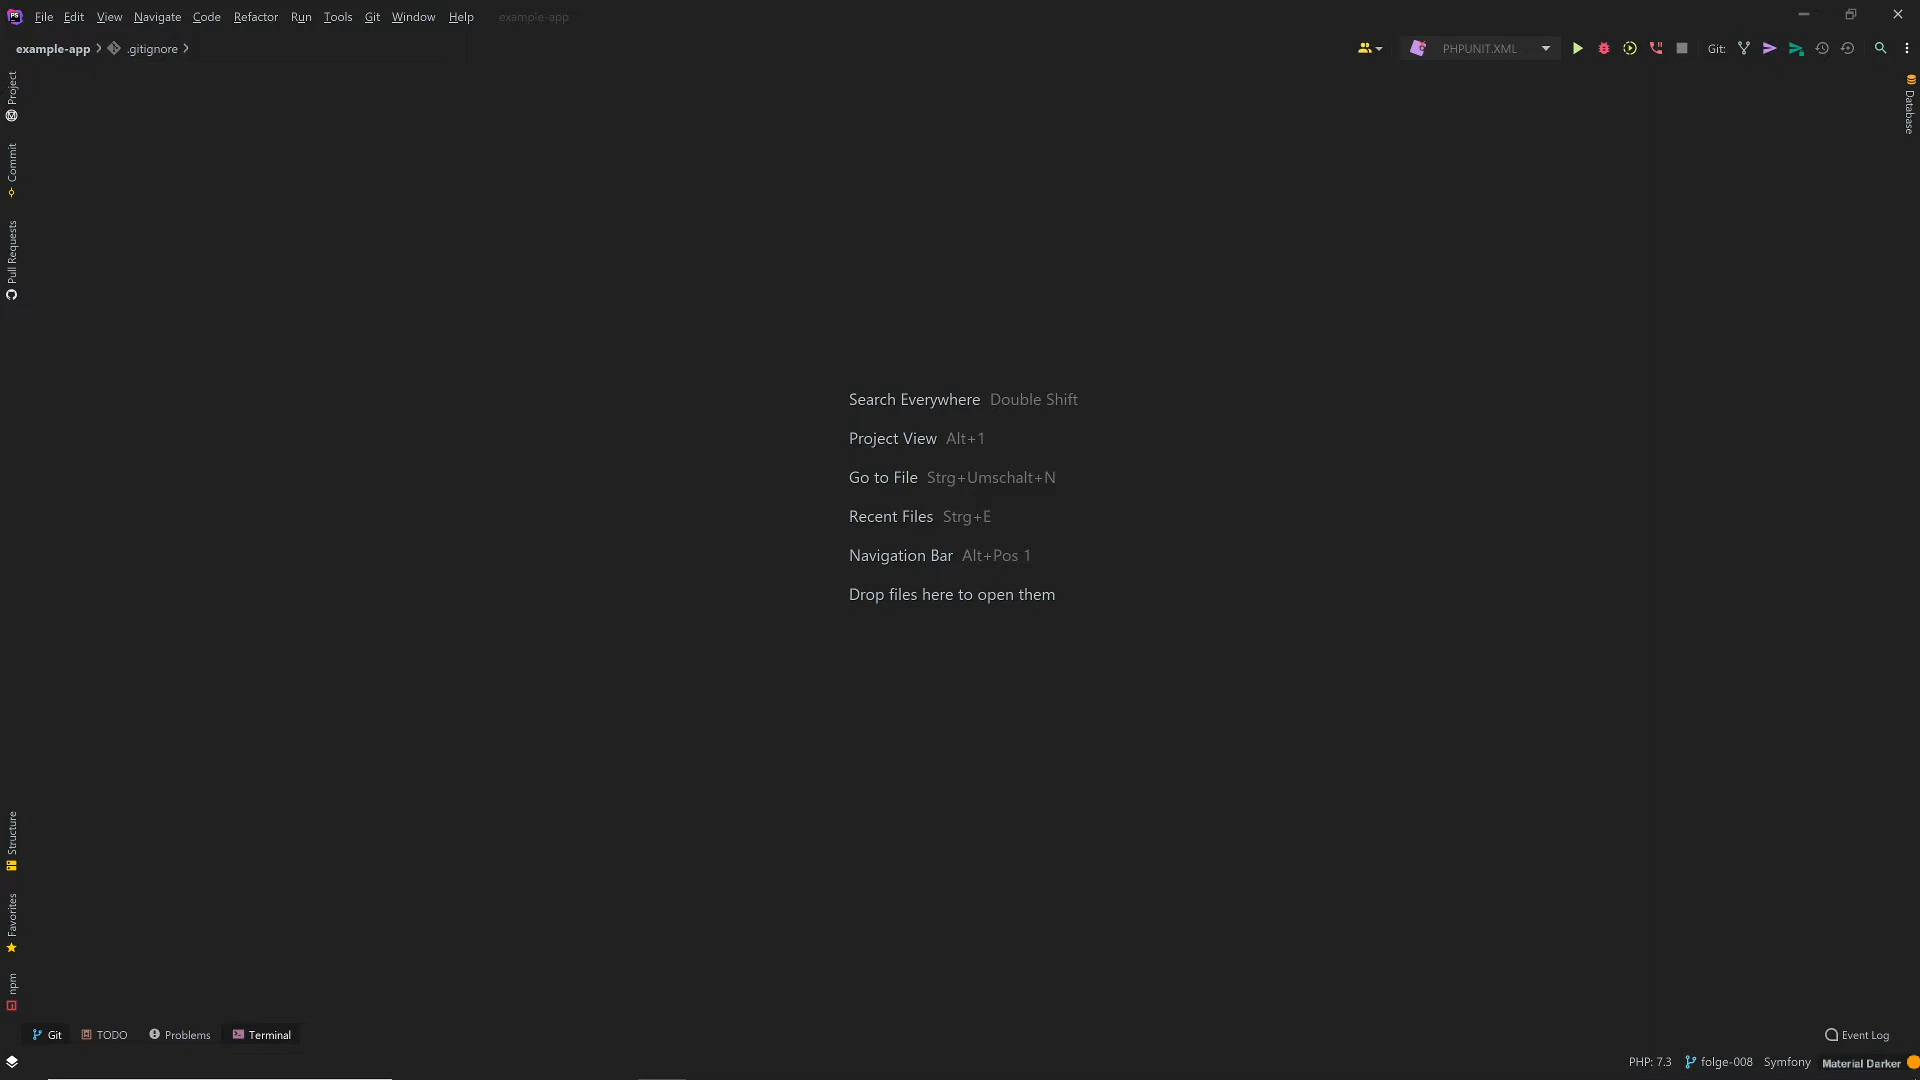 File Edit View Navigate Code Refactor Run Tools Git Window Help example-app
example-app .gitignore
PHPUNIT.XML Git:
Project
Commit
Pull Requests
Database
Search Everywhere Double Shift
Project View Alt+1
Go to File Strg+Umschalt+N
Recent Files Strg+E
Navigation Bar Alt+Pos 1
Drop files here to open them
Structure
Favorites
npm
Git TODO Problems Terminal Event Log
PHP: 7.3 folge-008 Symfony Material Darker